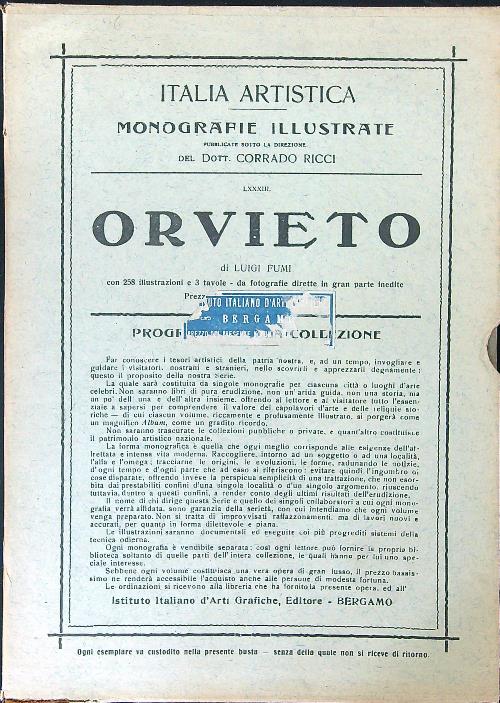 ITALIA ARTISTICA
MONOGRAFIE ILLUSTRATE
PUBBLICATE SOTTO LA DIREZIONE
DEL DOTT. CORRADO RICCI
LXXXIII.
ORVIETO
di LUIGI FUMI
con 258 illustrazioni e 3 tavole - da fotografie dirette in gran parte inedite
Prezz
UTO ITALIANO D'AR
BERGAM
PROG COLLEZIONE
Far conoscere i tesori artistici della patria nostra, e, ad un tempo, invogliare e
guidare i visitatori, nostrani e stranieri, nello scovrirli e apprezzarli degnamente:
questo il proposito della nostra Serie.
La quale sarà costituita da singole monografie per ciascuna città o luoghi d'arte
celebri. Non saranno libri di pura erudizione, non un'arida guida, non una storia, ma
un po' dell'una e dell'altra insieme, offrendo al lettore e al visitatore tutto l'essen-
ziale a sapersi per comprendere il valore dei capolavori d'arte e delle reliquie sto-
riche — di cui ciascun volume, riccamente e profusamente illustrato, si porgerà come
un magnifico Album, come un gradito ricordo.
Non saranno trascurate le collezioni pubbliche o private, e quant'altro costituisce
il patrimonio artistico nazionale.
La forma monografica è quella che oggi meglio corrisponde alle esigenze dell'af-
frettata e intensa vita moderna. Raccogliere, intorno ad un soggetto o ad una località,
l'alfa e l'omega; tracciarne le origini, le evoluzioni, le forme, radunando le notizie,
d'ogni tempo e d'ogni parte che ad esso si riferiscono: evitare quindi l'ingombro di
cose disparate, offrendo invece la perspicua semplicità di una trattazione, che non esor-
bita dai prestabiliti confini d'una singola località o d'un singolo argomento, riuscendo
tuttavia, dentro a questi confini, a render conto degli ultimi risultati dell'erudizione.
Il nome di chi dirige questa Serie e quello dei singoli collaboratori a cui ogni mono-
grafia verrà affidata, sono garanzia della serietà, con cui intendiamo che ogni volume
venga preparato. Non si tratta di improvvisati raffazzonamenti, ma di lavori nuovi e
accurati, per quanto in forma dilettevole e piana.
Le illustrazioni saranno documentali ed eseguite coi più progrediti sistemi della
tecnica odierna.
Ogni monografia è vendibile separata: così ogni lettore può fornire la propria bi-
blioteca soltanto di quelle parti dell'intera collezione, le quali hanno per lui uno spe-
ciale interesse.
Sebbene ogni volume costituisca una vera opera di gran lusso, il prezzo bassis-
simo ne renderà accessibile l'acquisto anche alle persone di modesta fortuna.
Le ordinazioni si ricevono alla libreria che ha fornito la presente opera, ed all'
Istituto Italiano d'Arti Grafiche, Editore - BERGAMO
Ogni esemplare va custodito nella presente busta — senza della quale non si riceve di ritorno.